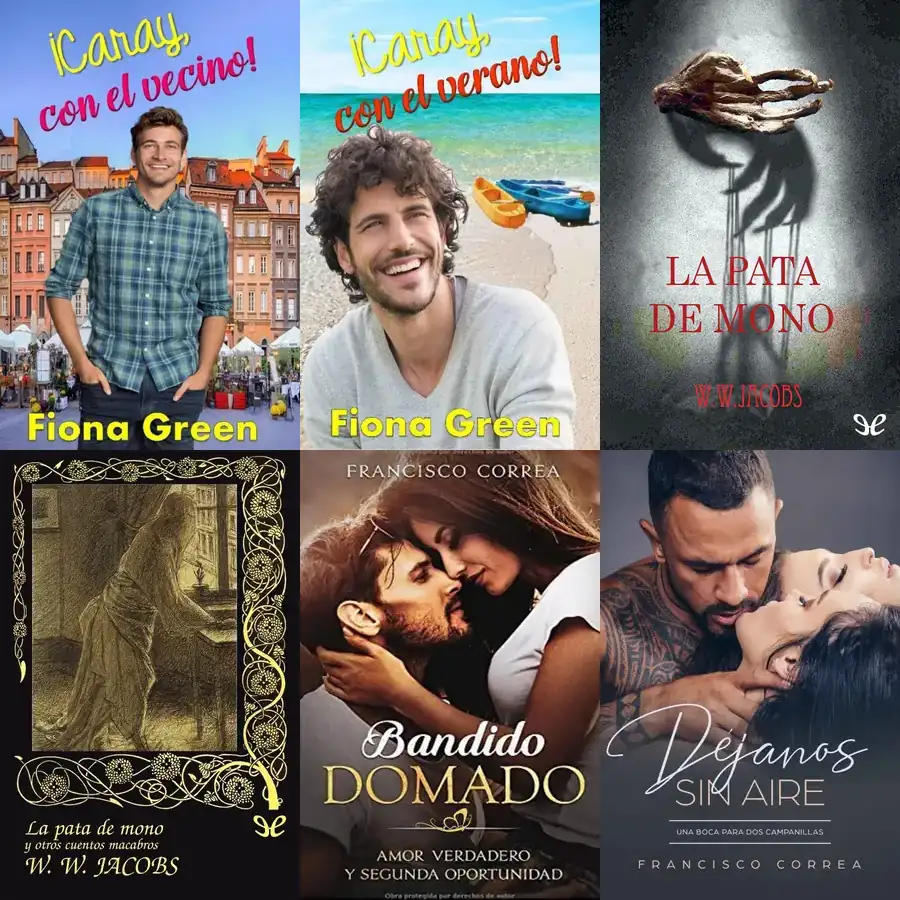 ¡Caray,
con el vecino!
Fiona Green
¡Caray,
con el verano!
Fiona Green
LA PATA
DE MONO
W. W. JACOBS
La pata de mono
y otros cuentos macabros
W. W. JACOBS
FRANCISCO CORREA
Bandido
DOMADO
AMOR VERDADERO
Y SEGUNDA OPORTUNIDAD
Obra protegida por derechos de autor
Déjanos
SIN AIRE
UNA BOCA PARA DOS CAMPANILLAS
FRANCISCO CORREA